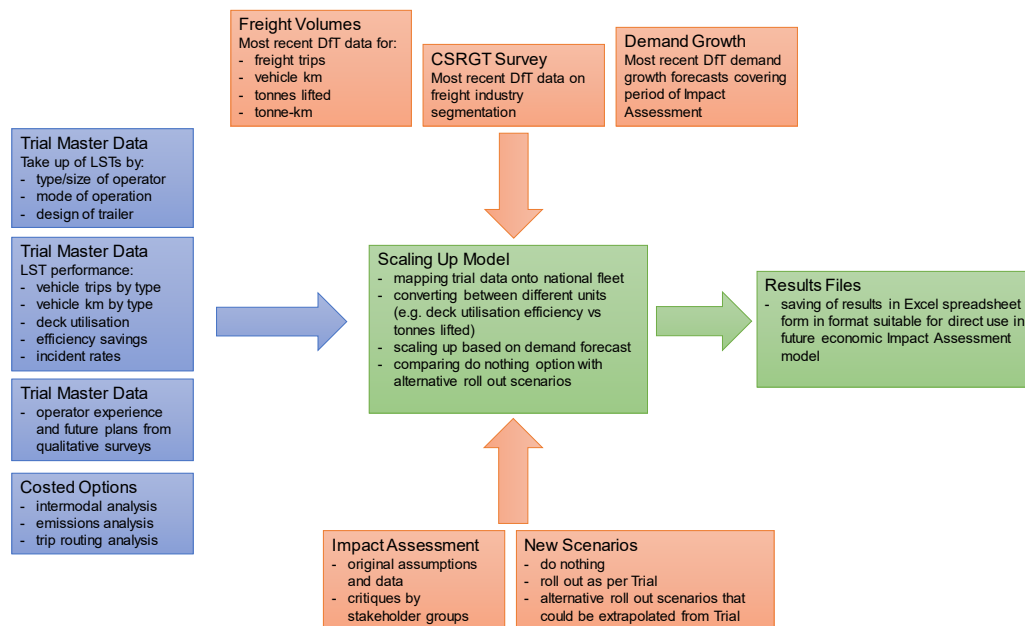 Freight Volumes
Most recent DfT data for:
- freight trips
- vehicle km
- tonnes lifted
- tonne-km
CSRGT Survey
Most recent DfT data on
freight industry
segmentation
Demand Growth
Most recent DfT demand
growth forecasts covering
period of Impact
Assessment
Trial Master Data
Take up of LSTs by:
- type/size of operator
- mode of operation
- design of trailer
Trial Master Data
LST performance:
- vehicle trips by type
- vehicle km by type
- deck utilisation
- efficiency savings
- incident rates
Trial Master Data
- operator experience
and future plans from
qualitative surveys
Costed Options
- intermodal analysis
- emissions analysis
- trip routing analysis
Scaling Up Model
- mapping trial data onto national fleet
- converting between different units
(e.g. deck utilisation efficiency vs
tonnes lifted)
- scaling up based on demand forecast
- comparing do nothing option with
alternative roll out scenarios
Results Files
- saving of results in Excel spreadsheet
form in format suitable for direct use in
future economic Impact Assessment
model
Impact Assessment
- original assumptions
and data
- critiques by
stakeholder groups
New Scenarios
- do nothing
- roll out as per Trial
- alternative roll out scenarios that
could be extrapolated from Trial